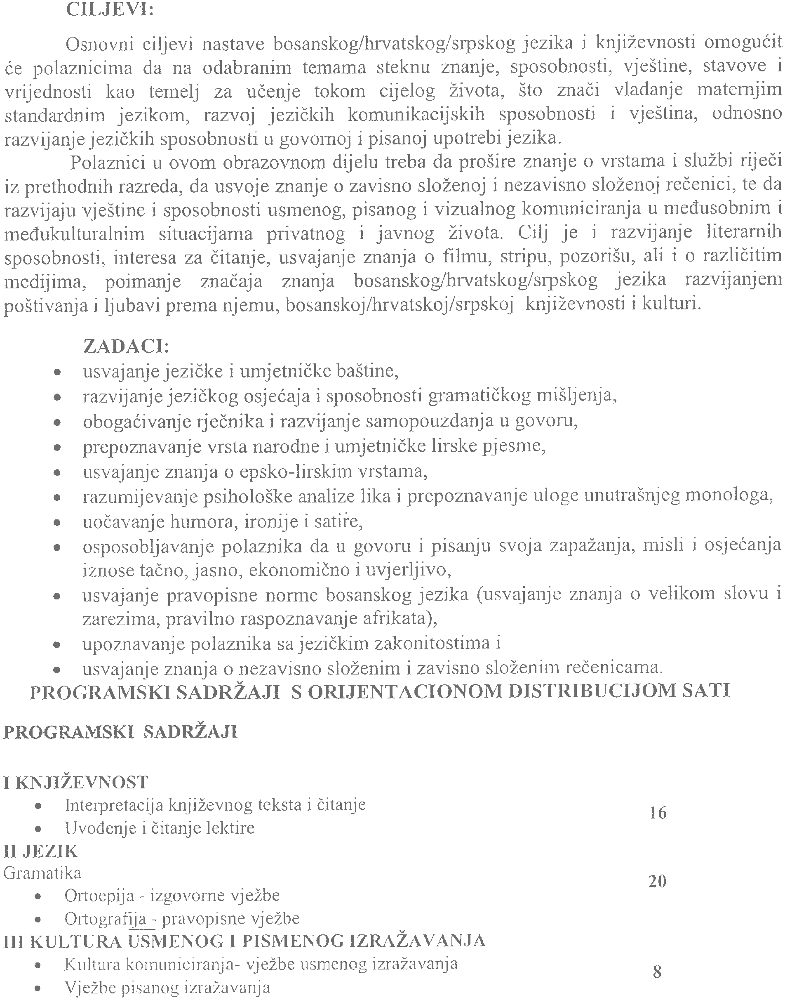 CILJEVI:
Osnovni ciljevi nastave bosanskog/hrvatskog/srpskog jezika i književnosti omogućit
će polaznicima da na odabranim temama steknu znanje, sposobnosti, vještine, stavove i
vrijednosti kao temelj za učenje tokom cijelog života, što znači vladanje maternjim
standardnim jezikom, razvoj jezičkih komunikacijskih sposobnosti i vještina, odnosno
razvijanje jezičkih sposobnosti u govornoj i pisanoj upotrebi jezika.
Polaznici u ovom obrazovnom dijelu treba da prošire znanje o vrstama i službi riječi
iz prethodnih razreda, da usvoje znanje o zavisno složenoj i nezavisno složenoj rečenici, te da
razvijaju vještine i sposobnosti usmenog, pisanog i vizualnog komuniciranja u međusobnim i
međukulturalnim situacijama privatnog i javnog života. Cilj je i razvijanje literarnih
sposobnosti, interesa za čitanje, usvajanje znanja o filmu, stripu, pozorišu, ali i o različitim
medijima, poimanje značaja znanja bosanskog/hrvatskog/srpskog jezika razvijanjem
poštivanja i ljubavi prema njemu, bosanskoj/hrvatskoj/srpskoj književnosti i kulturi.
ZADACI:
• usvajanje jezičke i umjetničke baštine,
• razvijanje jezičkog osjećaja i sposobnosti gramatičkog mišljenja,
• obogaćivanje rječnika i razvijanje samopouzdanja u govoru,
• prepoznavanje vrsta narodne i umjetničke lirske pjesme,
• usvajanje znanja o epsko-lirskim vrstama,
• razumijevanje psihološke analize lika i prepoznavanje uloge unutrašnjeg monologa,
• uočavanje humora, ironije i satire,
• osposobljavanje polaznika da u govoru i pisanju svoja zapažanja, misli i osjećanja
iznose tačno, jasno, ekonomično i uvjerljivo,
• usvajanje pravopisne norme bosanskog jezika (usvajanje znanja o velikom slovu i
zarezima, pravilno raspoznavanje afrikata),
• upoznavanje polaznika sa jezičkim zakonitostima i
• usvajanje znanja o nezavisno složenim i zavisno složenim rečenicama.
PROGRAMSKI SADRŽAJI S ORIJENTACIONOM DISTRIBUCIJOM SATI
PROGRAMSKI SADRŽAJI
I KNJIŽEVNOST
• Interpretacija književnog teksta i čitanje
16
• Uvođenje i čitanje lektire
II JEZIK
Gramatika
20
• Ortoepija - izgovorne vježbe
• Ortografija - pravopisne vježbe
III KULTURA USMENOG I PISMENOG IZRAŽAVANJA
• Kultura komuniciranja- vježbe usmenog izražavanja
8
• Vježbe pisanog izražavanja